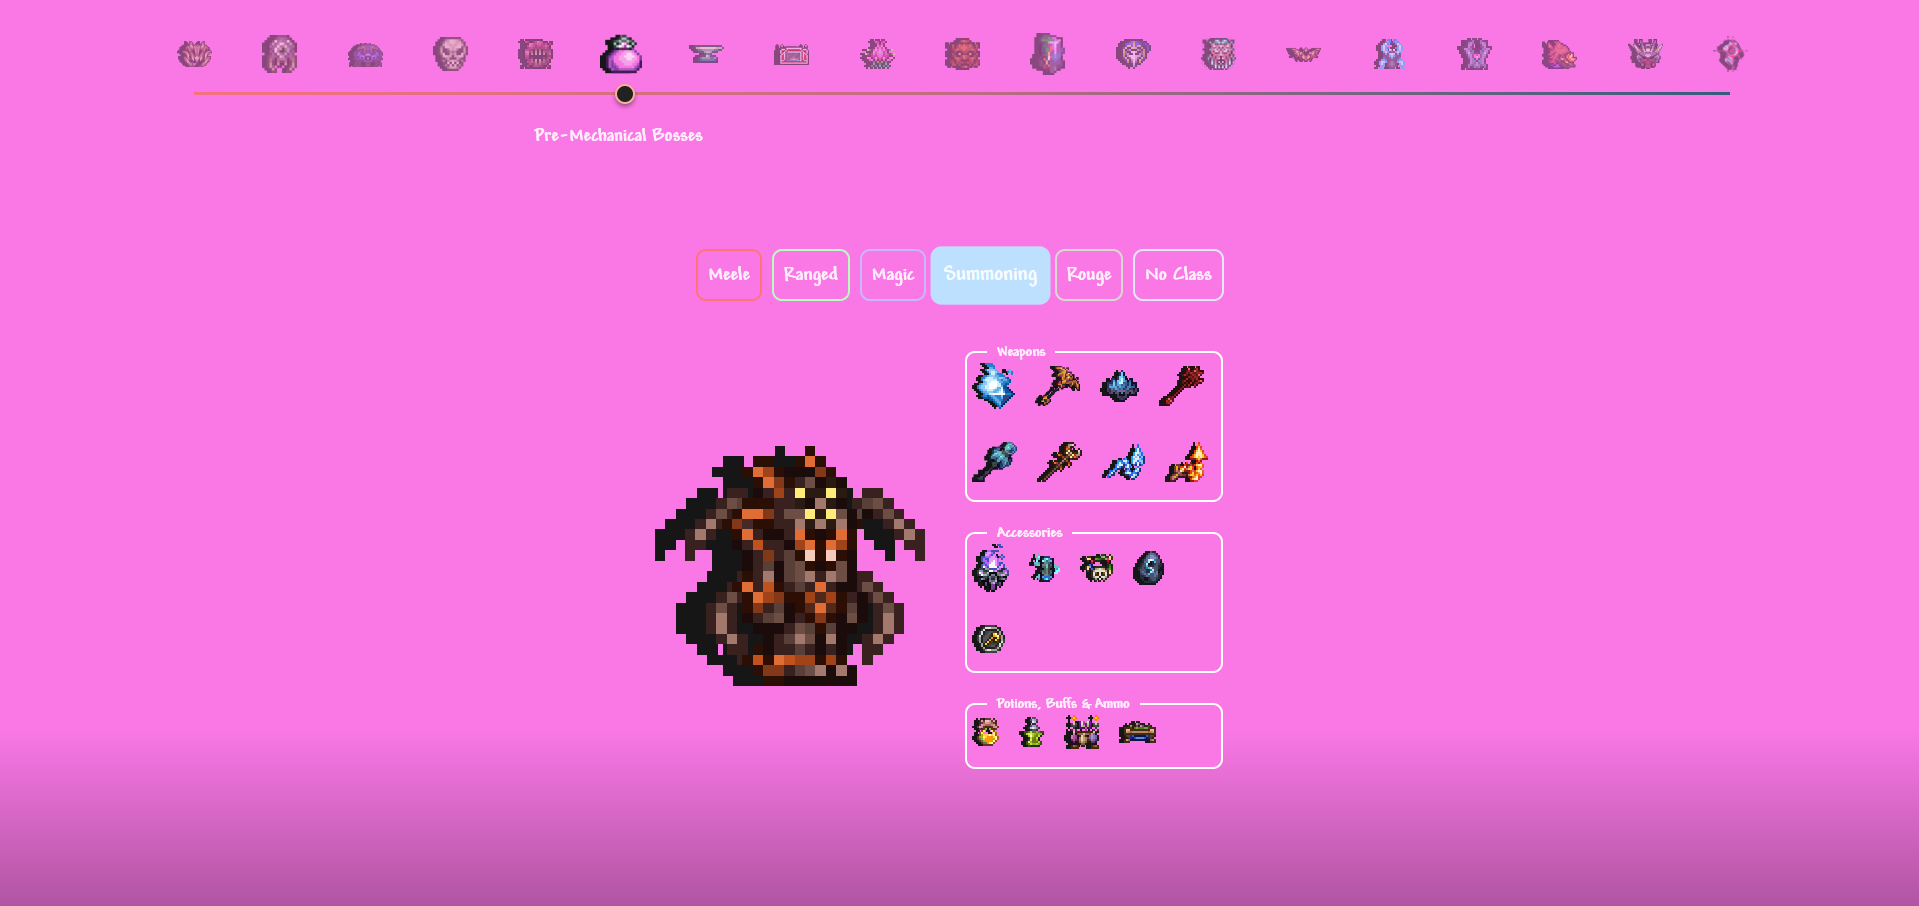 Pre-Mechanical Bosses
Meele
Ranged
Magic
Summoning
Rouge
No Class
Weapons
Accessories
Potions, Buffs & Ammo